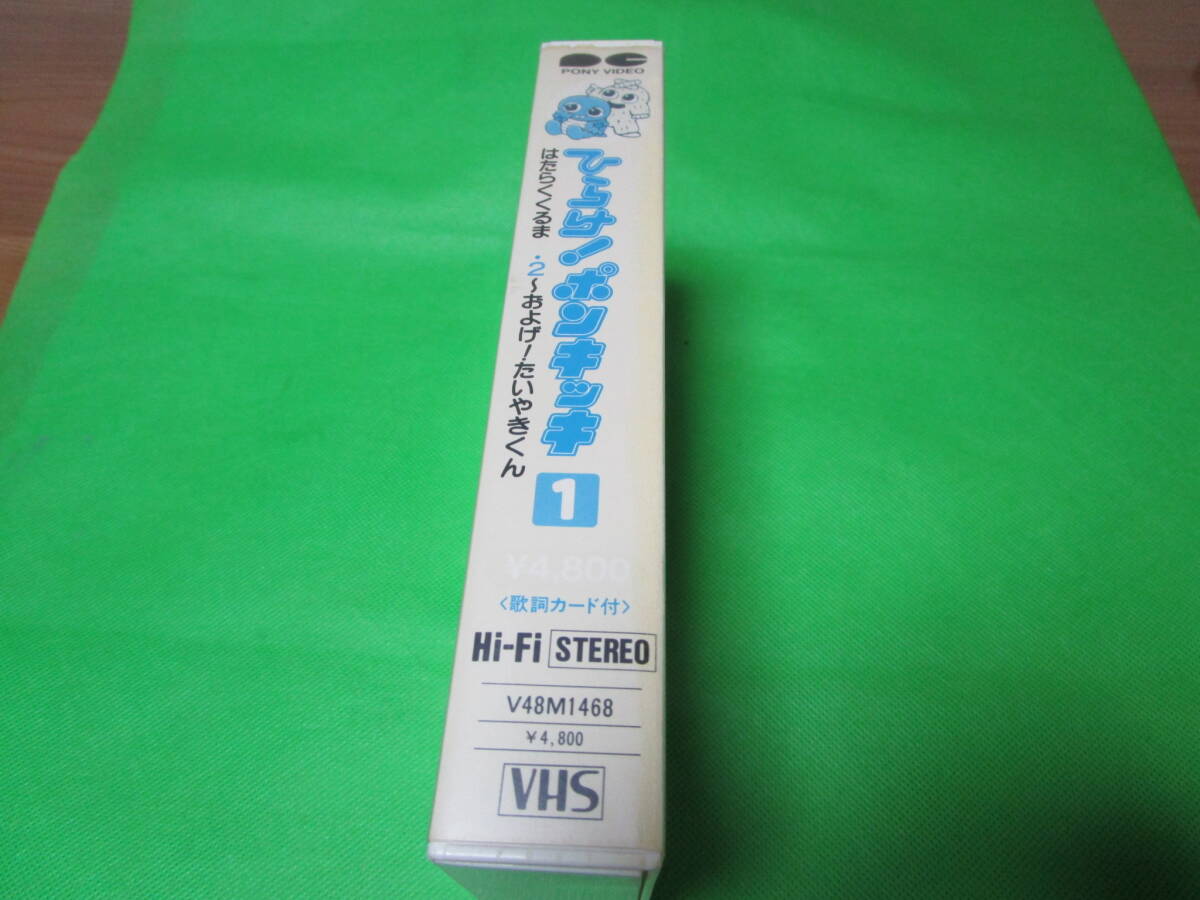 PONY VIDEO
ひらけ!ポンキッキ
はたらくくるま・2〜およげ!たいやきくん
1
¥4,800
〈歌詞カード付〉
Hi-Fi STEREO
V48M1468
¥4,800
VHS